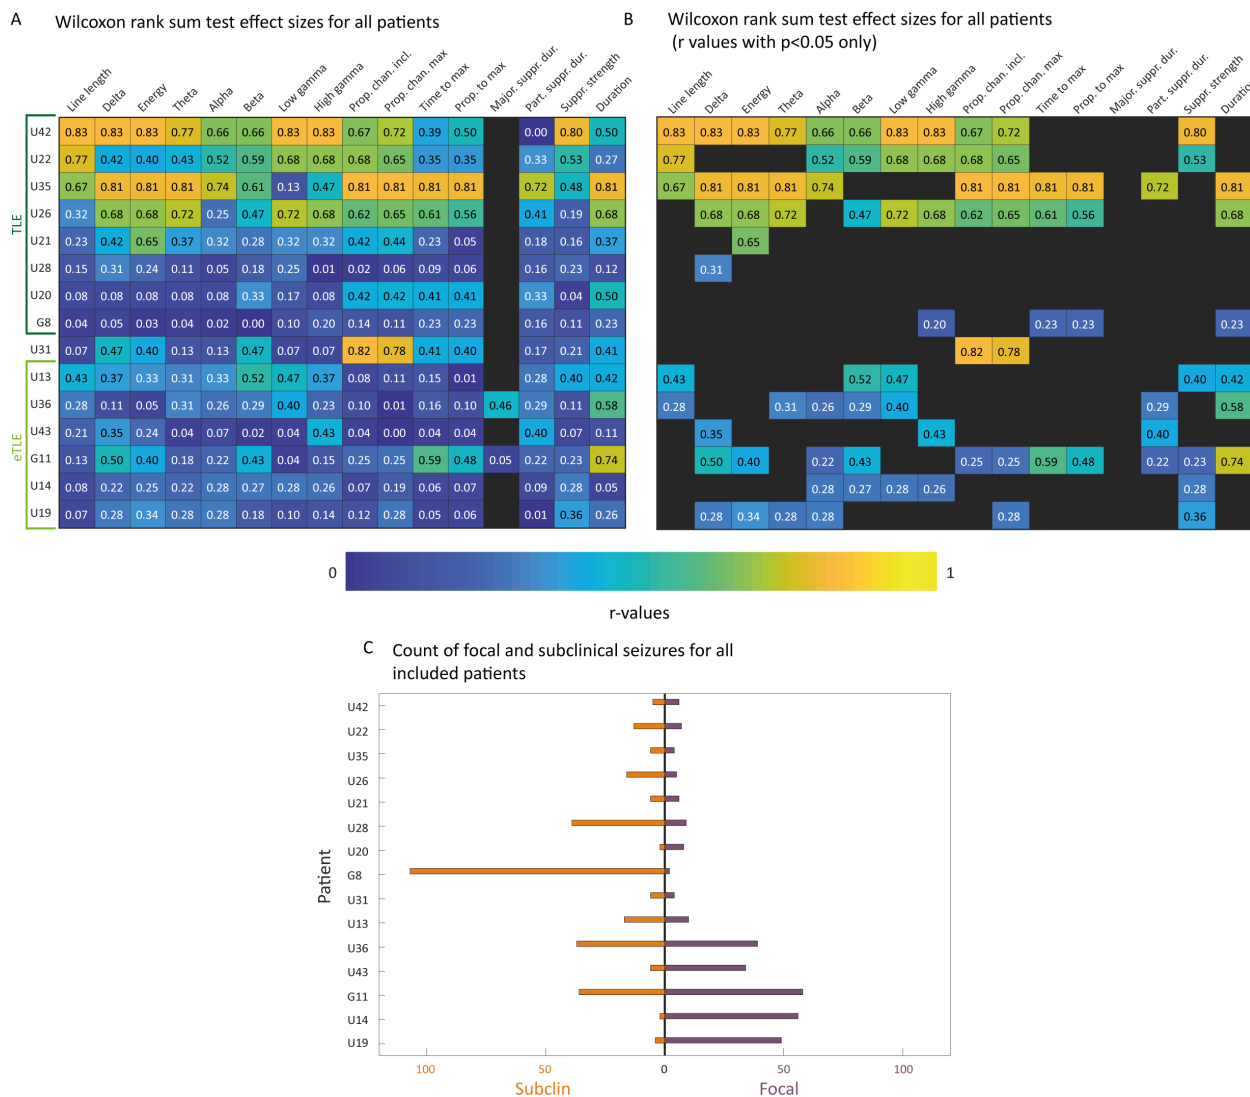 A Wilcoxon rank sum test effect sizes for all patients
Line length Delta Energy Theta Alpha Beta Low gamma High gamma Prop. chan. incl. Prop. chan. max Time to max Prop. to max Major. suppr. dur. Part. suppr. dur. Suppr. strength Duration
TLE
U42 0.83 0.83 0.83 0.77 0.66 0.66 0.83 0.83 0.67 0.72 0.39 0.50 0.00 0.80 0.50
U22 0.77 0.42 0.40 0.43 0.52 0.59 0.68 0.68 0.68 0.65 0.35 0.35 0.33 0.53 0.27
U35 0.67 0.81 0.81 0.81 0.74 0.61 0.13 0.47 0.81 0.81 0.81 0.81 0.72 0.48 0.81
U26 0.32 0.68 0.68 0.72 0.25 0.47 0.72 0.68 0.62 0.65 0.61 0.56 0.41 0.19 0.68
U21 0.23 0.42 0.65 0.37 0.32 0.28 0.32 0.32 0.42 0.44 0.23 0.05 0.18 0.16 0.37
U28 0.15 0.31 0.24 0.11 0.05 0.18 0.25 0.01 0.02 0.06 0.09 0.06 0.16 0.23 0.12
U20 0.08 0.08 0.08 0.08 0.08 0.33 0.17 0.08 0.42 0.42 0.41 0.41 0.33 0.04 0.50
G8 0.04 0.05 0.03 0.04 0.02 0.00 0.10 0.20 0.14 0.11 0.23 0.23 0.16 0.11 0.23
U31 0.07 0.47 0.40 0.13 0.13 0.47 0.07 0.07 0.82 0.78 0.41 0.40 0.17 0.21 0.41
eTLE
U13 0.43 0.37 0.33 0.31 0.33 0.52 0.47 0.37 0.08 0.11 0.15 0.01 0.28 0.40 0.42
U36 0.28 0.11 0.05 0.31 0.26 0.29 0.40 0.23 0.10 0.01 0.16 0.10 0.46 0.29 0.11 0.58
U43 0.21 0.35 0.24 0.04 0.07 0.02 0.04 0.43 0.04 0.00 0.04 0.04 0.40 0.07 0.11
G11 0.13 0.50 0.40 0.18 0.22 0.43 0.04 0.15 0.25 0.25 0.59 0.48 0.05 0.22 0.23 0.74
U14 0.08 0.22 0.25 0.22 0.28 0.27 0.28 0.26 0.07 0.19 0.06 0.07 0.09 0.28 0.05
U19 0.07 0.28 0.34 0.28 0.28 0.18 0.10 0.14 0.12 0.28 0.05 0.06 0.01 0.36 0.26
B Wilcoxon rank sum test effect sizes for all patients
(r values with p<0.05 only)
Line length Delta Energy Theta Alpha Beta Low gamma High gamma Prop. chan. incl. Prop. chan. max Time to max Prop. to max Major. suppr. dur. Part. suppr. dur. Suppr. strength Duration
0.83 0.83 0.83 0.77 0.66 0.66 0.83 0.83 0.67 0.72 0.80
0.77 0.52 0.59 0.68 0.68 0.68 0.65 0.53
0.67 0.81 0.81 0.81 0.74 0.81 0.81 0.81 0.81 0.72 0.81
0.68 0.68 0.72 0.47 0.72 0.68 0.62 0.65 0.61 0.56 0.68
0.65
0.31
0.20 0.23 0.23 0.23
0.82 0.78
0.43 0.52 0.47 0.40 0.42
0.28 0.31 0.26 0.29 0.40 0.29 0.58
0.35 0.43 0.40
0.50 0.40 0.22 0.43 0.25 0.25 0.59 0.48 0.22 0.23 0.74
0.28 0.27 0.28 0.26 0.28
0.28 0.34 0.28 0.28 0.28 0.36
0 1
r-values
C Count of focal and subclinical seizures for all
included patients
Patient
U42
U22
U35
U26
U21
U28
U20
G8
U31
U13
U36
U43
G11
U14
U19
100 50 0 50 100
Subclin Focal